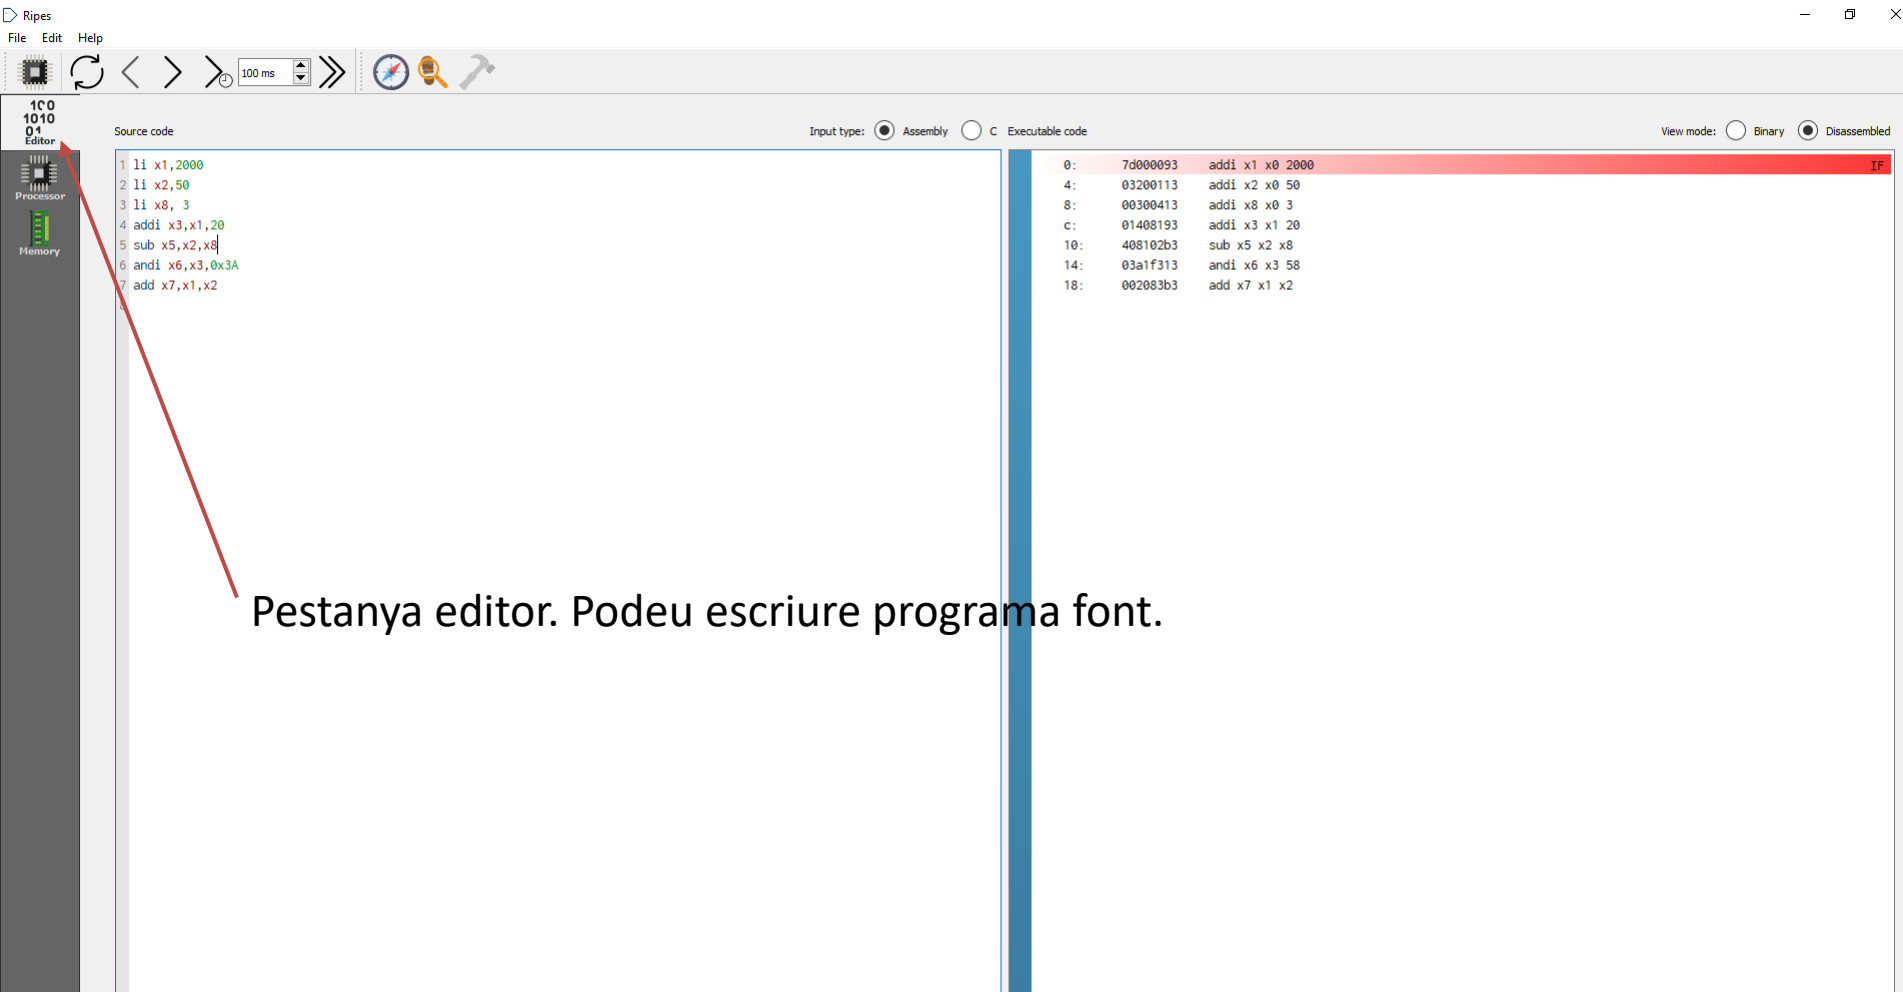 Ripes
File Edit Help
100 ms
100
1010
01
Editor
Processor
Memory
Source code
Input type: Assembly C
Executable code
View mode: Binary Disassembled
1 li x1,2000
2 li x2,50
3 li x8, 3
4 addi x3,x1,20
5 sub x5,x2,x8
6 andi x6,x3,0x3A
7 add x7,x1,x2
8
0: 7d000093 addi x1 x0 2000 IF
4: 03200113 addi x2 x0 50
8: 00300413 addi x8 x0 3
c: 01408193 addi x3 x1 20
10: 408102b3 sub x5 x2 x8
14: 03a1f313 andi x6 x3 58
18: 002083b3 add x7 x1 x2
Pestanya editor. Podeu escriure programa font.